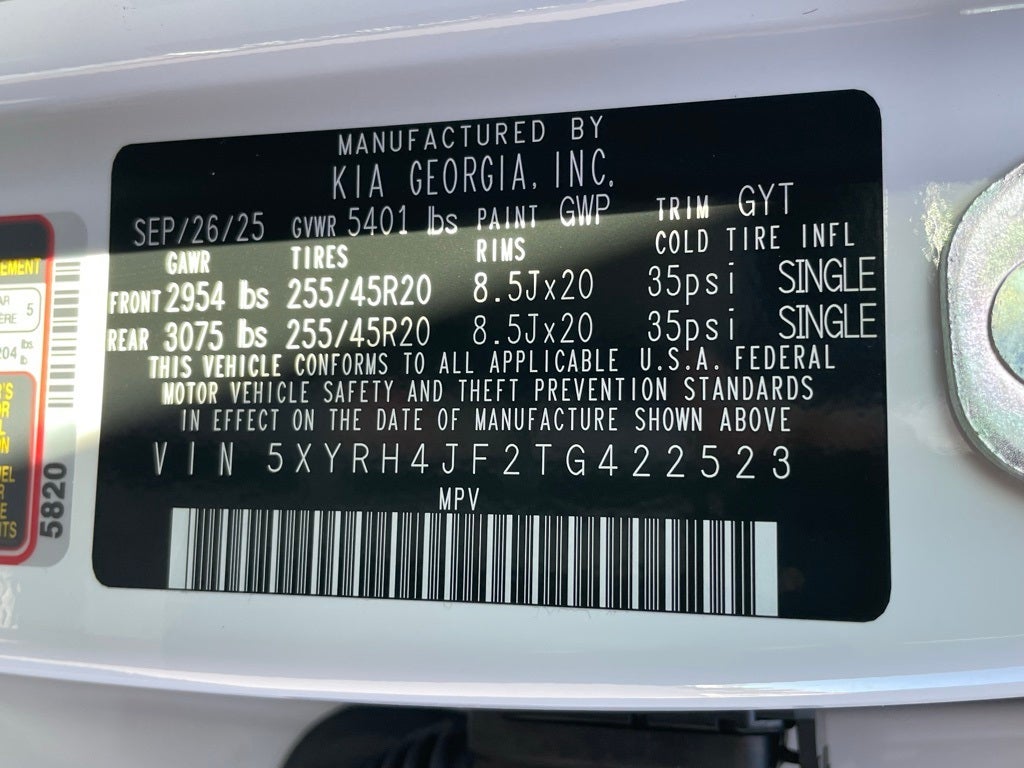 MANUFACTURED BY
KIA GEORGIA, INC.
SEP/26/25 GVWR 5401 lbs PAINT GWP TRIM GYT
GAWR TIRES RIMS COLD TIRE INFL
FRONT 2954 lbs 255/45R20 8.5Jx20 35psi SINGLE
REAR 3075 lbs 255/45R20 8.5Jx20 35psi SINGLE
THIS VEHICLE CONFORMS TO ALL APPLICABLE U.S.A. FEDERAL
MOTOR VEHICLE SAFETY AND THEFT PREVENTION STANDARDS
IN EFFECT ON THE DATE OF MANUFACTURE SHOWN ABOVE
VIN 5XYRH4JF2TG422523
MPV
5
5820